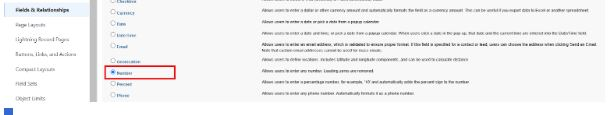 Fields & Relationships
Page Layouts
Lightning Record Pages
Buttons, Links, and Actions
Compact Layouts
Field Sets
Object Limits
Checkbox
Currency
Allows users to enter a dollar or other currency amount and automatically formats the field as a currency amount. This can be useful if you export data to Excel or another spreadsheet.
Date
Allows users to enter a date or pick a date from a popup calendar.
Date/Time
Allows users to enter a date and time, or pick a date from a popup calendar. When users click a date in the pop-up, that date and the current time are entered into the Date/Time field.
Email
Allows users to enter an email address, which is validated to ensure proper format. If this field is specified for a contact or lead, users can choose the address when clicking Send an Email.
Note that custom email addresses cannot be used for mass emails.
Geolocation
Allows users to define locations. Includes latitude and longitude components, and can be used to calculate distance.
Number
Allows users to enter any number. Leading zeros are removed.
Percent
Allows users to enter a percentage number, for example, '10' and automatically adds the percent sign to the number.
Phone
Allows users to enter any phone number. Automatically formats it as a phone number.